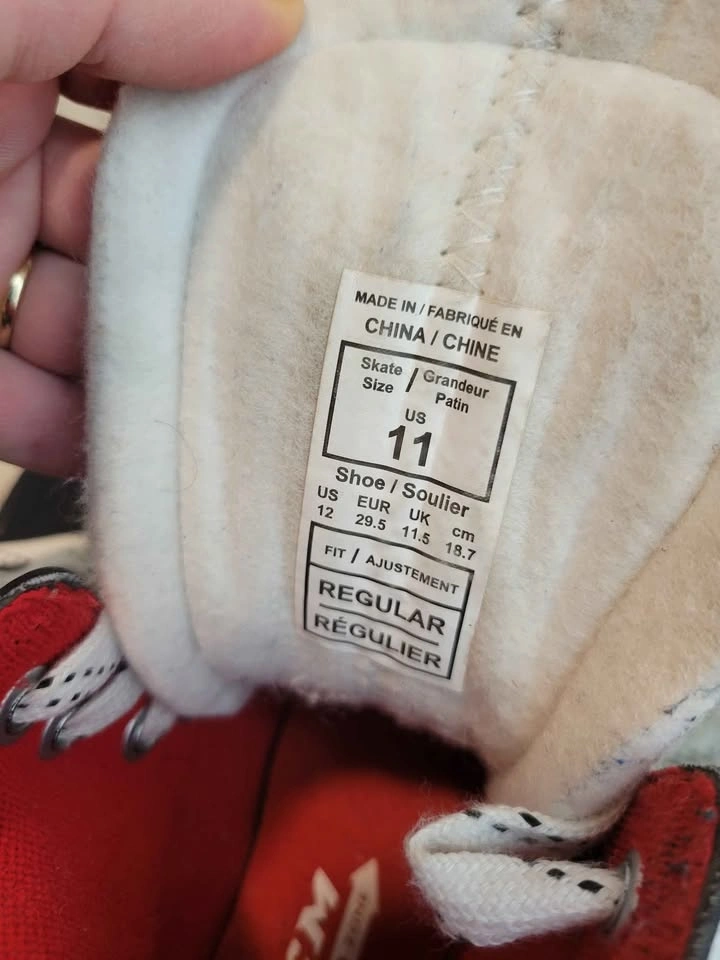 MADE IN / FABRIQUÉ EN
CHINA / CHINE
Skate Size / Grandeur Patin
US
11
Shoe / Soulier
US EUR UK cm
12 29.5 11.5 18.7
FIT / AJUSTEMENT
REGULAR
RÉGULIER